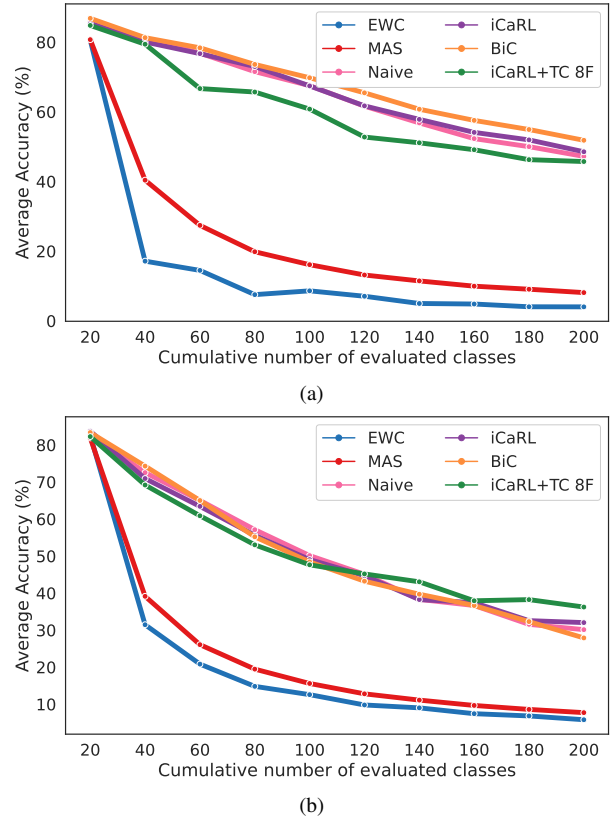 80
60
40
20
0
Average Accuracy (%)
EWC
MAS
Naive
iCaRL
BiC
iCaRL+TC 8F
20 40 60 80 100 120 140 160 180 200
Cumulative number of evaluated classes
(a)
80
70
60
50
40
30
20
10
Average Accuracy (%)
EWC
MAS
Naive
iCaRL
BiC
iCaRL+TC 8F
20 40 60 80 100 120 140 160 180 200
Cumulative number of evaluated classes
(b)